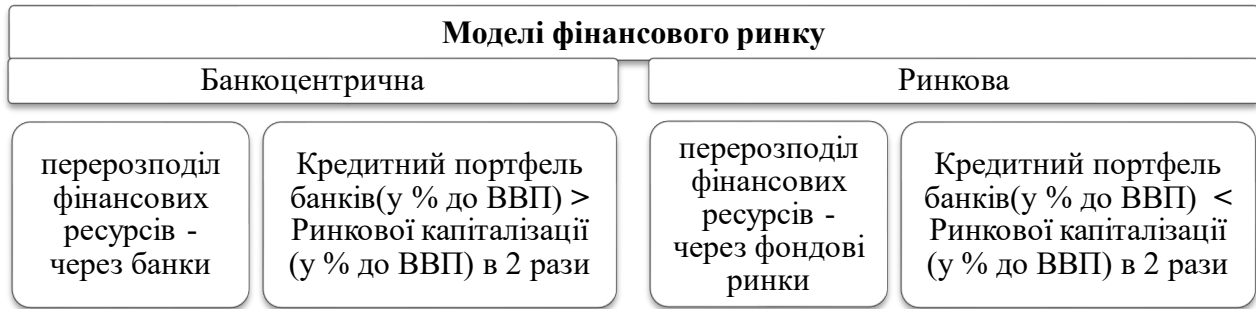 Моделі фінансового ринку
Банкоцентрична
Ринкова
перерозподіл
фінансових
ресурсів -
через банки
Кредитний портфель
банків(у % до ВВП) >
Ринкової капіталізації
(у % до ВВП) в 2 рази
перерозподіл
фінансових
ресурсів -
через фондові
ринки
Кредитний портфель
банків(у % до ВВП) <
Ринкової капіталізації
(у % до ВВП) в 2 рази